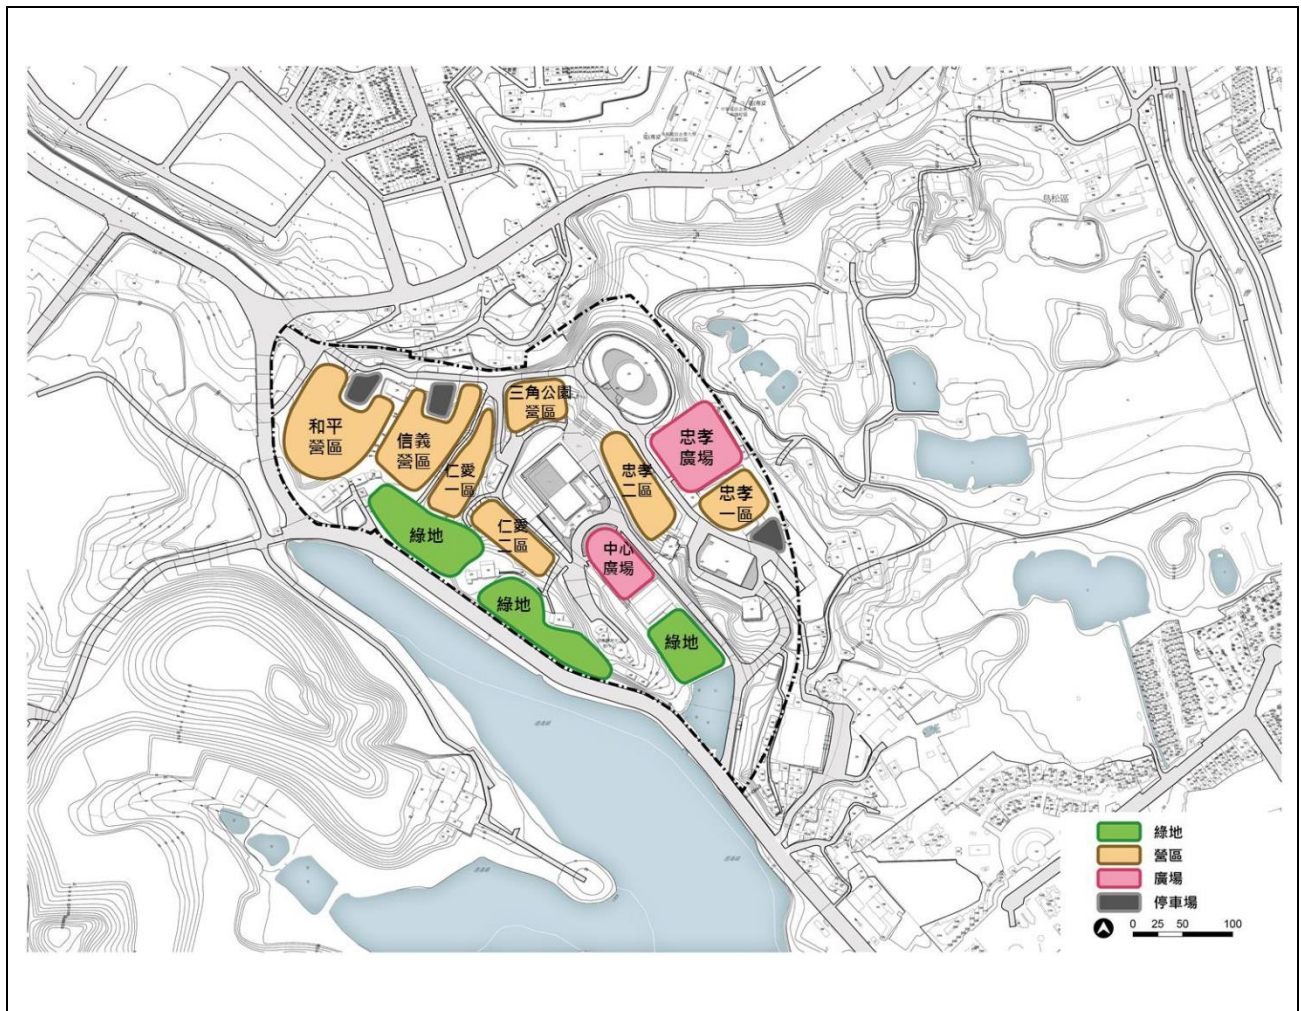 鳥松區
三角公園
營區
和平
營區
信義
營區
仁愛
一區
忠孝
廣場
忠孝
二區
忠孝
一區
仁愛
二區
中心
廣場
綠地
綠地
綠地
綠地
營區
廣場
停車場
0 25 50 100